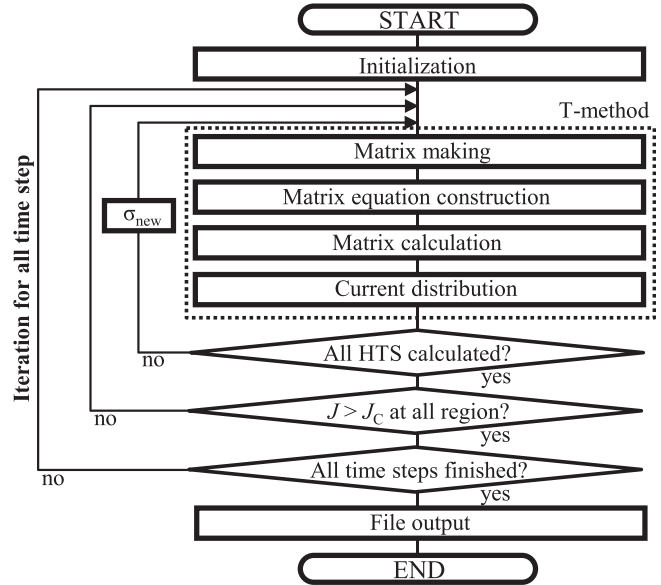 START
Initialization
T-method
Matrix making
Matrix equation construction
σnew
Matrix calculation
Current distribution
Iteration for all time step
All HTS calculated?
no
yes
J > JC at all region?
no
yes
All time steps finished?
no
yes
File output
END